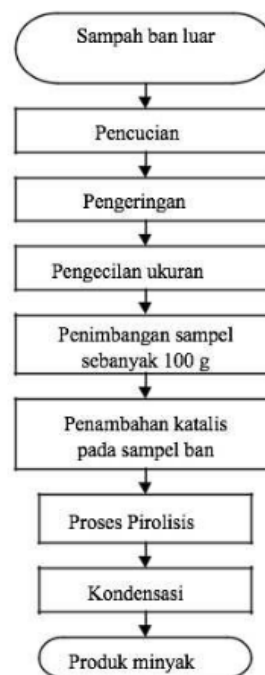 Sampah ban luar
Pencucian
Pengeringan
Pengecilan ukuran
Penimbangan sampel
sebanyak 100 g
Penambahan katalis
pada sampel ban
Proses Pirolisis
Kondensasi
Produk minyak